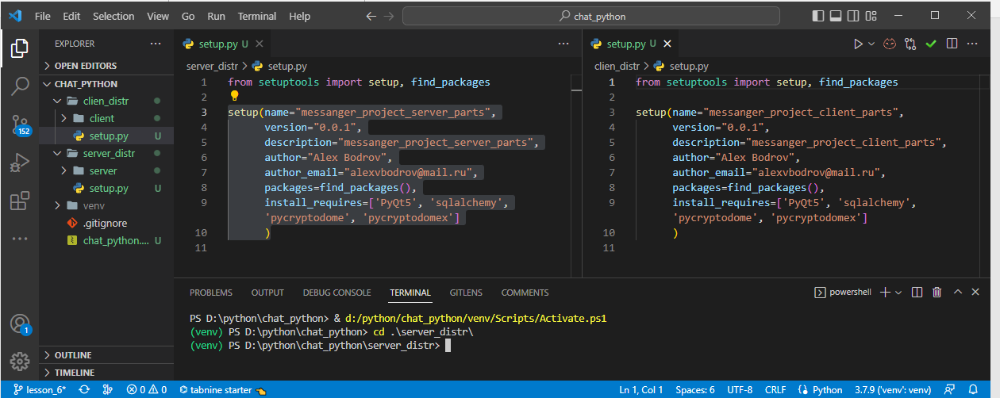 File Edit Selection View Go Run Terminal Help
chat_python
EXPLORER
OPEN EDITORS
CHAT_PYTHON
clien_distr
client
setup.py U
server_distr
server
setup.py U
venv
.gitignore
chat_python.... U
OUTLINE
TIMELINE
152
1
setup.py U
server_distr > setup.py
1 from setuptools import setup, find_packages
2
3 setup(name="messanger_project_server_parts",
4 version="0.0.1",
5 description="messanger_project_server_parts",
6 author="Alex Bodrov",
7 author_email="alexvbodrov@mail.ru",
8 packages=find_packages(),
9 install_requires=['PyQt5', 'sqlalchemy',
'pycryptodome', 'pycryptodomex']
10 )
11
setup.py U
clien_distr > setup.py
1 from setuptools import setup, find_packages
2
3 setup(name="messanger_project_client_parts",
4 version="0.0.1",
5 description="messanger_project_client_parts",
6 author="Alex Bodrov",
7 author_email="alexvbodrov@mail.ru",
8 packages=find_packages(),
9 install_requires=['PyQt5', 'sqlalchemy',
'pycryptodome', 'pycryptodomex']
10 )
11
PROBLEMS OUTPUT DEBUG CONSOLE TERMINAL GITLENS COMMENTS
powershell
PS D:\python\chat_python> & d:/python/chat_python/venv/Scripts/Activate.ps1
(venv) PS D:\python\chat_python> cd .\server_distr\
(venv) PS D:\python\chat_python\server_distr>
lesson_6* 0 0 tabnine starter Ln 1, Col 1 Spaces: 6 UTF-8 CRLF Python 3.7.9 ('venv': venv)